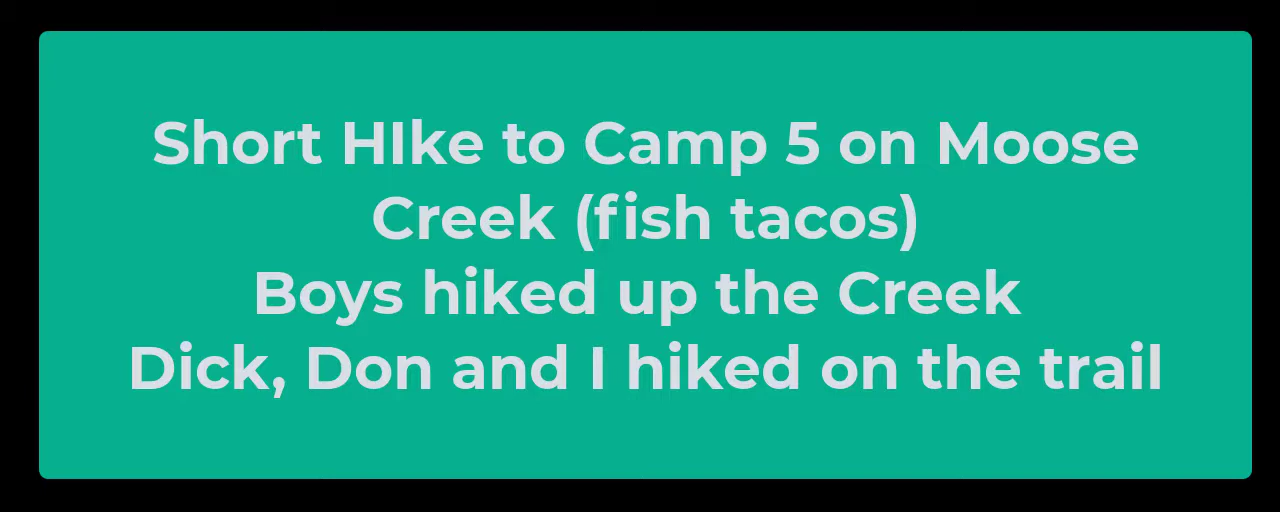 Short HIke to Camp 5 on Moose
Creek (fish tacos)
Boys hiked up the Creek
Dick, Don and I hiked on the trail